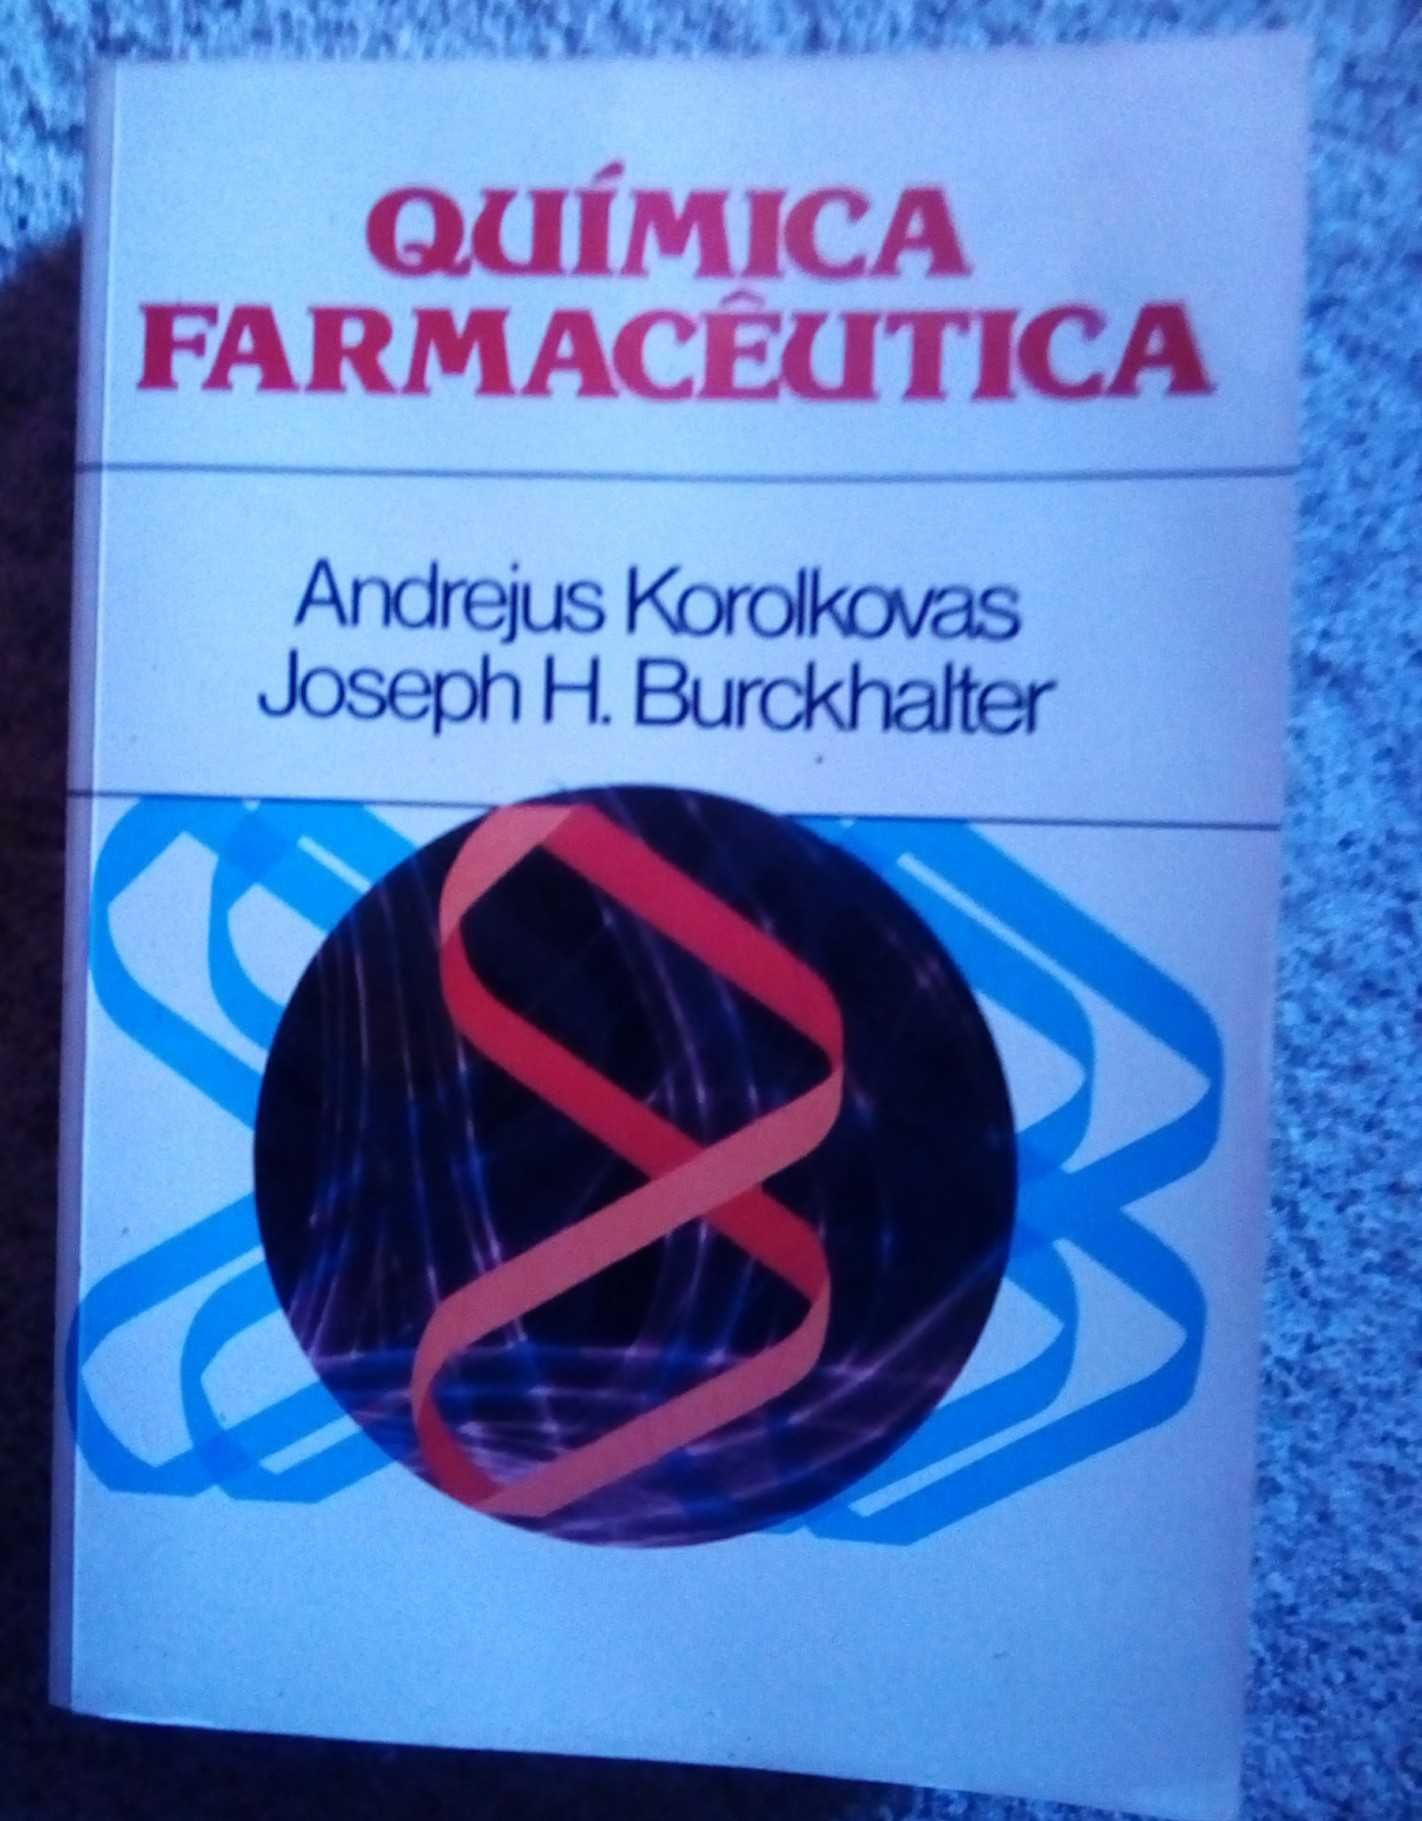 QUÍMICA
FARMACÊUTICA
Andrejus Korolkovas
Joseph H. Burckhalter